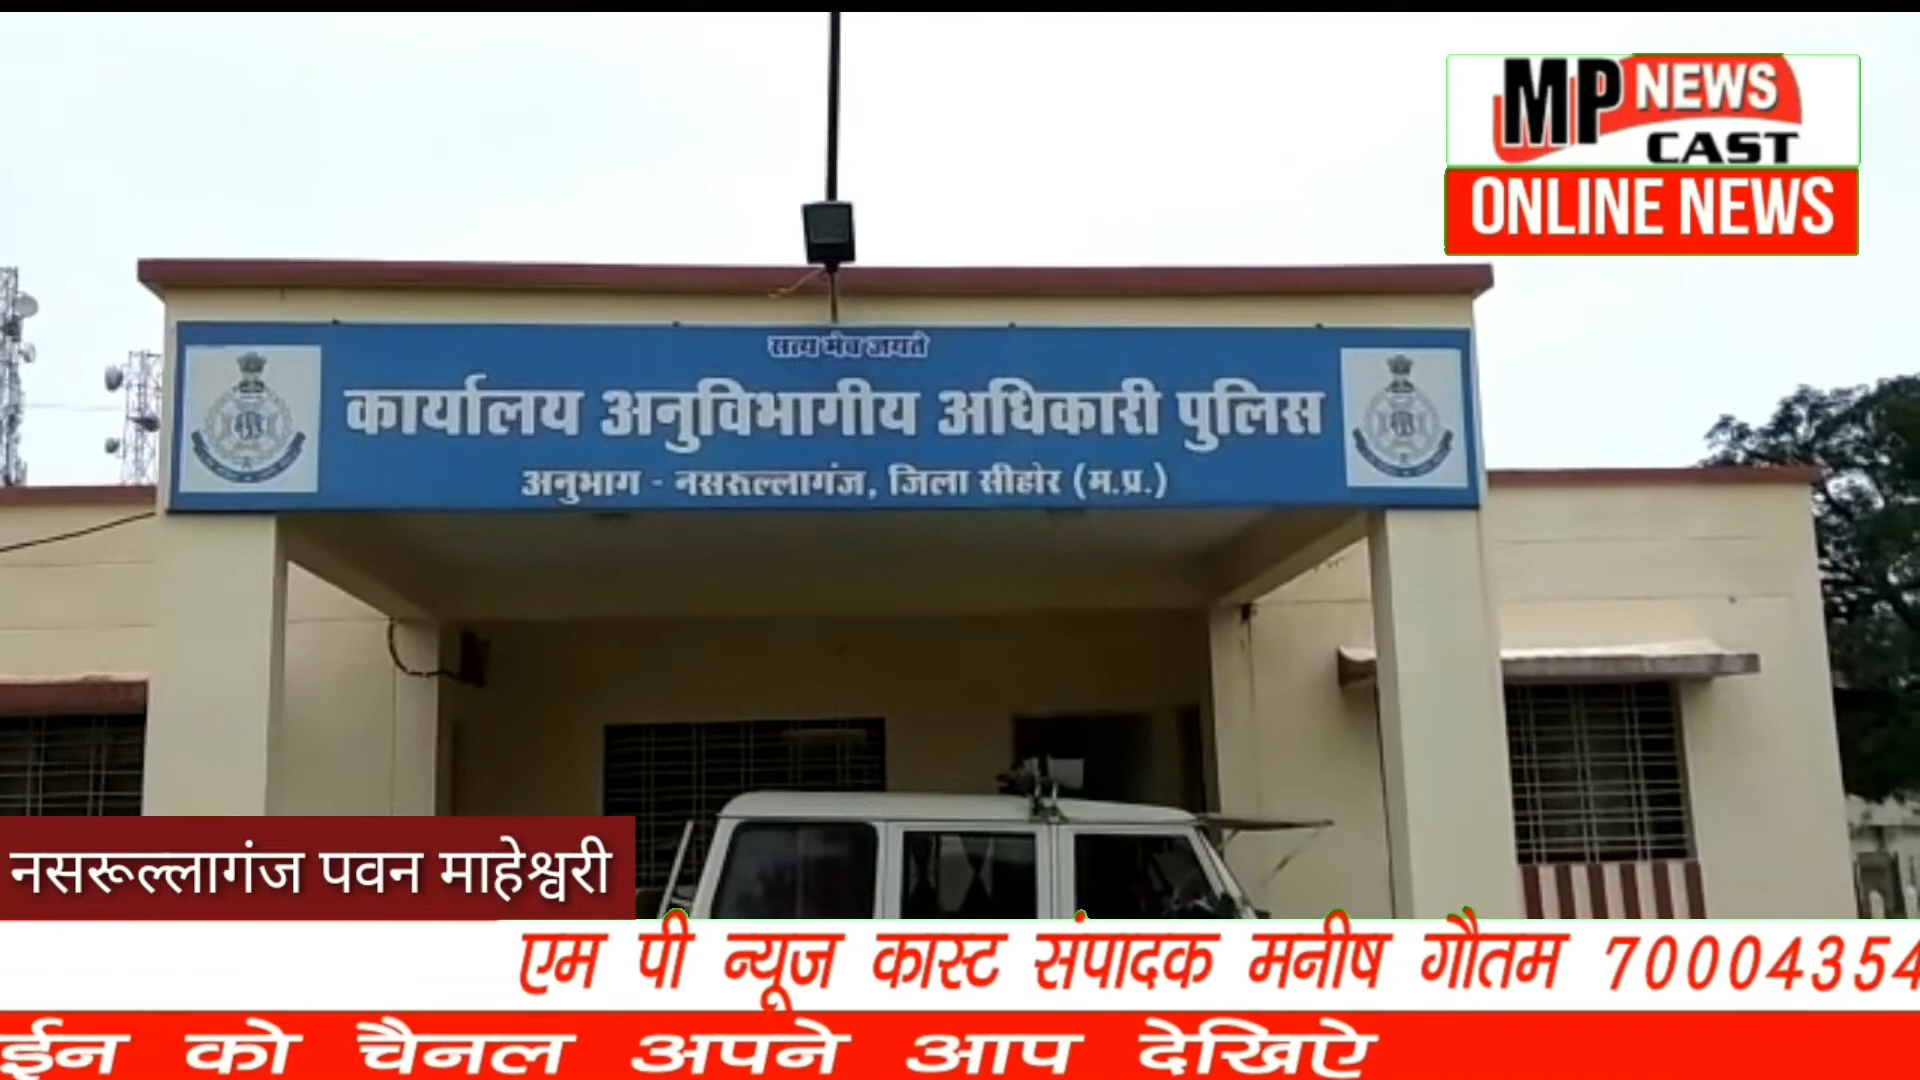 MP NEWS
CAST
ONLINE NEWS
सत्य मेव जयते
कार्यालय अनुविभागीय अधिकारी पुलिस
अनुभाग - नसरुल्लागंज, जिला सीहोर (म.प्र.)
नसरूल्लागंज पवन माहेश्वरी
एम पी न्यूज कास्ट संपादक मनीष गौतम 70004354
ईन को चैनल अपने आप देखिऐ